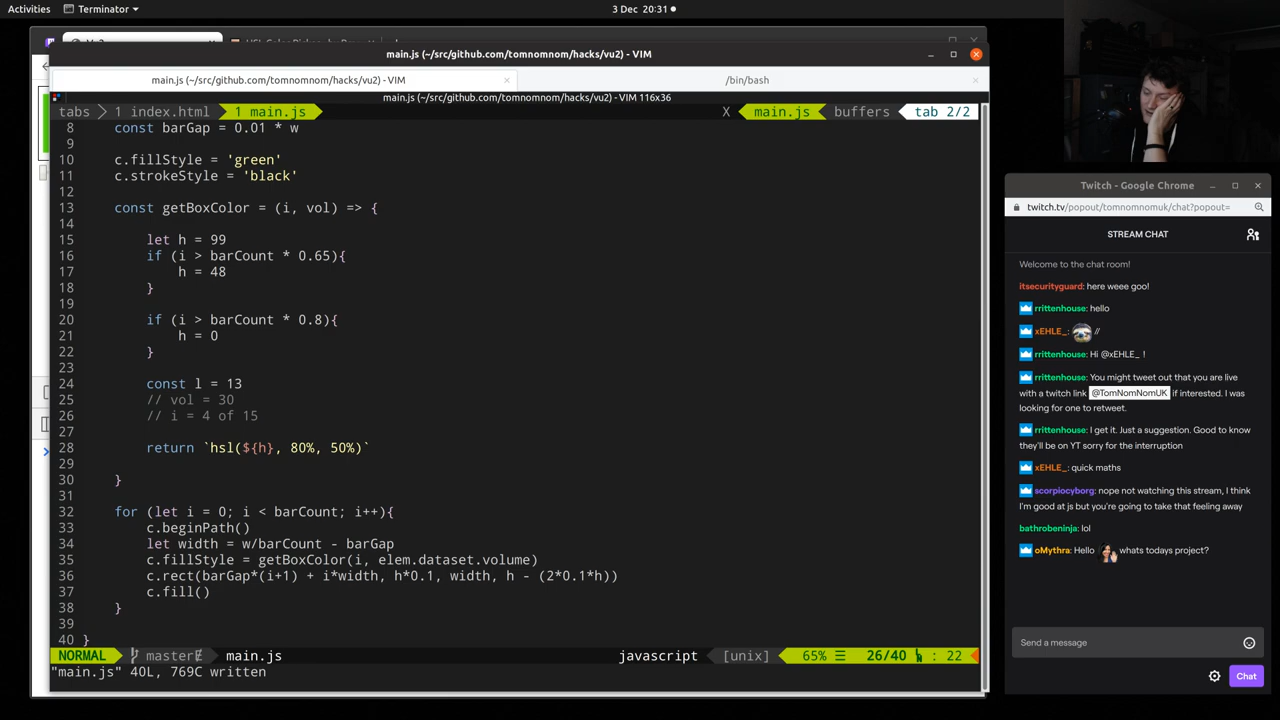 Activities
Terminator
3 Dec 20:31
main.js (~/src/github.com/tomnomnom/hacks/vu2) - VIM
main.js (~/src/github.com/tomnomnom/hacks/vu2) - VIM
/bin/bash
main.js (~/src/github.com/tomnomnom/hacks/vu2) - VIM 116x36
tabs 1 index.html 1 main.js X main.js buffers tab 2/2
8 const barGap = 0.01 * w
9
10 c.fillStyle = 'green'
11 c.strokeStyle = 'black'
12
13 const getBoxColor = (i, vol) => {
14
15 let h = 99
16 if (i > barCount * 0.65){
17 h = 48
18 }
19
20 if (i > barCount * 0.8){
21 h = 0
22 }
23
24 const l = 13
25 // vol = 30
26 // i = 4 of 15
27
28 return `hsl(${h}, 80%, 50%)`
29
30 }
31
32 for (let i = 0; i < barCount; i++){
33 c.beginPath()
34 let width = w/barCount - barGap
35 c.fillStyle = getBoxColor(i, elem.dataset.volume)
36 c.rect(barGap*(i+1) + i*width, h*0.1, width, h - (2*0.1*h))
37 c.fill()
38 }
39
40 }
NORMAL master main.js javascript [unix] 65% 26/40 : 22
"main.js" 40L, 769C written
Twitch - Google Chrome
twitch.tv/popout/tomnomnomuk/chat?popout=
STREAM CHAT
Welcome to the chat room!
itsecurityguard: here weee goo!
rrittenhouse: hello
xEHLE_: //
rrittenhouse: Hi @xEHLE_ !
rrittenhouse: You might tweet out that you are live
with a twitch link @TomNomNomUK if interested. I was
looking for one to retweet.
rrittenhouse: I get it. Just a suggestion. Good to know
they'll be on YT sorry for the interruption
xEHLE_: quick maths
scorpiocyborg: nope not watching this stream, I think
I'm good at js but you're going to take that feeling away
bathrobeninja: lol
oMythra: Hello whats todays project?
Send a message
Chat